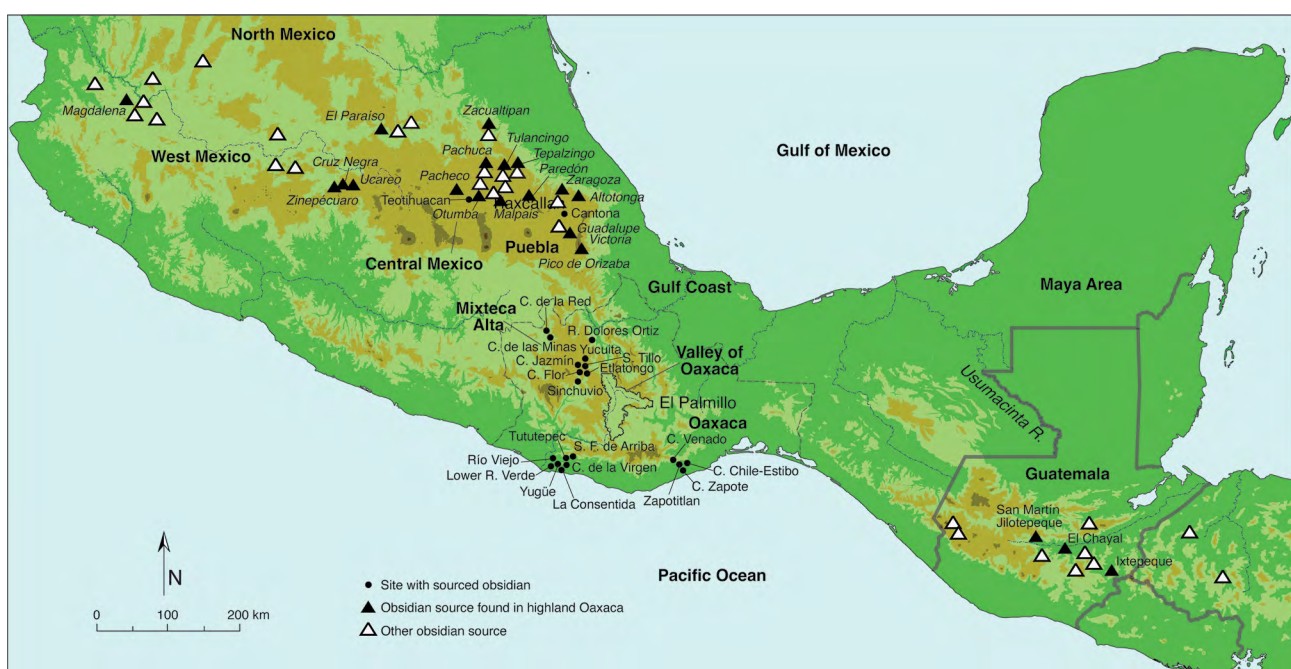 North Mexico
Magdalena
West Mexico
El Paraíso
Zacualtipan
Tulancingo
Pachuca
Tepalzingo
Paredón
Cruz Negra
Ucareo
Pacheco
Zaragoza
Zinepécuaro
Teotihuacan
Altotonga
Otumba
Malpais
Cantona
Guadalupe
Victoria
Puebla
Central Mexico
Pico de Orizaba
Gulf of Mexico
Gulf Coast
Maya Area
C. de la Red
Mixteca
Alta
R. Dolores Ortiz
C. de las Minas
Yucuita
C. Jazmín
S. Tillo
Valley of
Oaxaca
C. Flor
Etlatongo
Sinchuvio
El Palmillo
Usumacinta R.
Oaxaca
Tututepec
C. Venado
S. F. de Arriba
Río Viejo
C. de la Virgen
C. Chile-Estibo
Lower R. Verde
C. Zapote
Yugüe
Zapotitlan
La Consentida
Guatemala
San Martín
Jilotepeque
El Chayal
Ixtepeque
Pacific Ocean
N
Site with sourced obsidian
Obsidian source found in highland Oaxaca
Other obsidian source
0 100 200 km